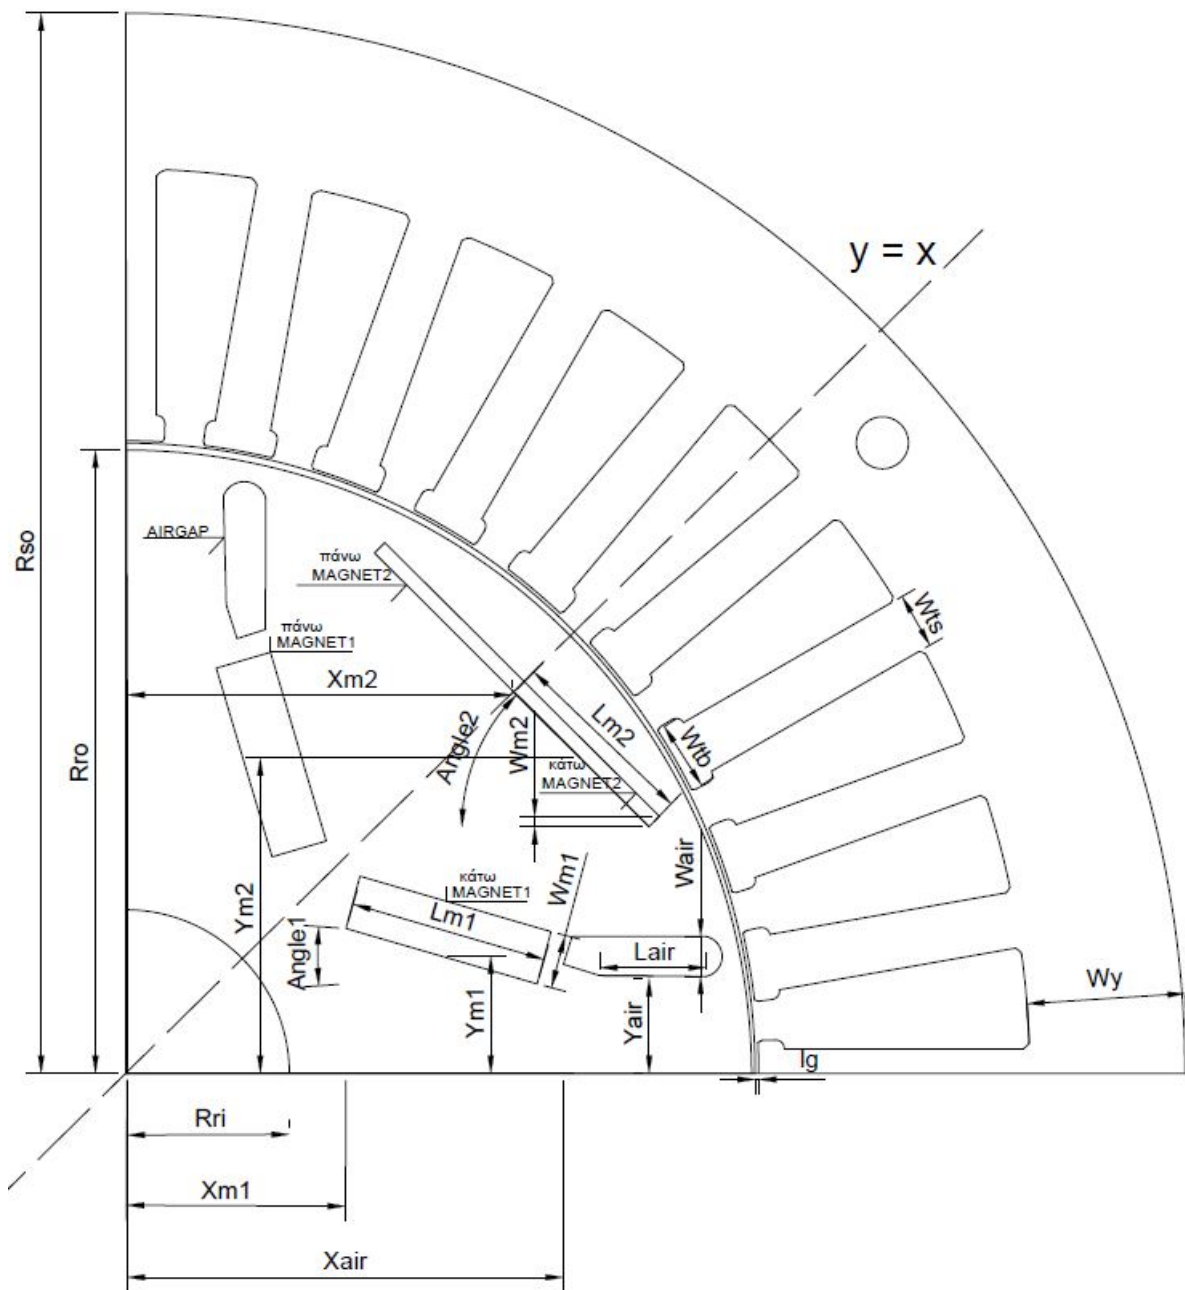 y = x
Rso
Rro
AIRGAP
πάνω
MAGNET2
πάνω
MAGNET1
Xm2
Wts
Lm2
Wm2
Angle2
Wtb
κάτω
MAGNET2
Ym2
Wair
κάτω
MAGNET1
Wm1
Lm1
Angle1
Lair
Ym1
Yair
Wy
lg
Rri
Xm1
Xair